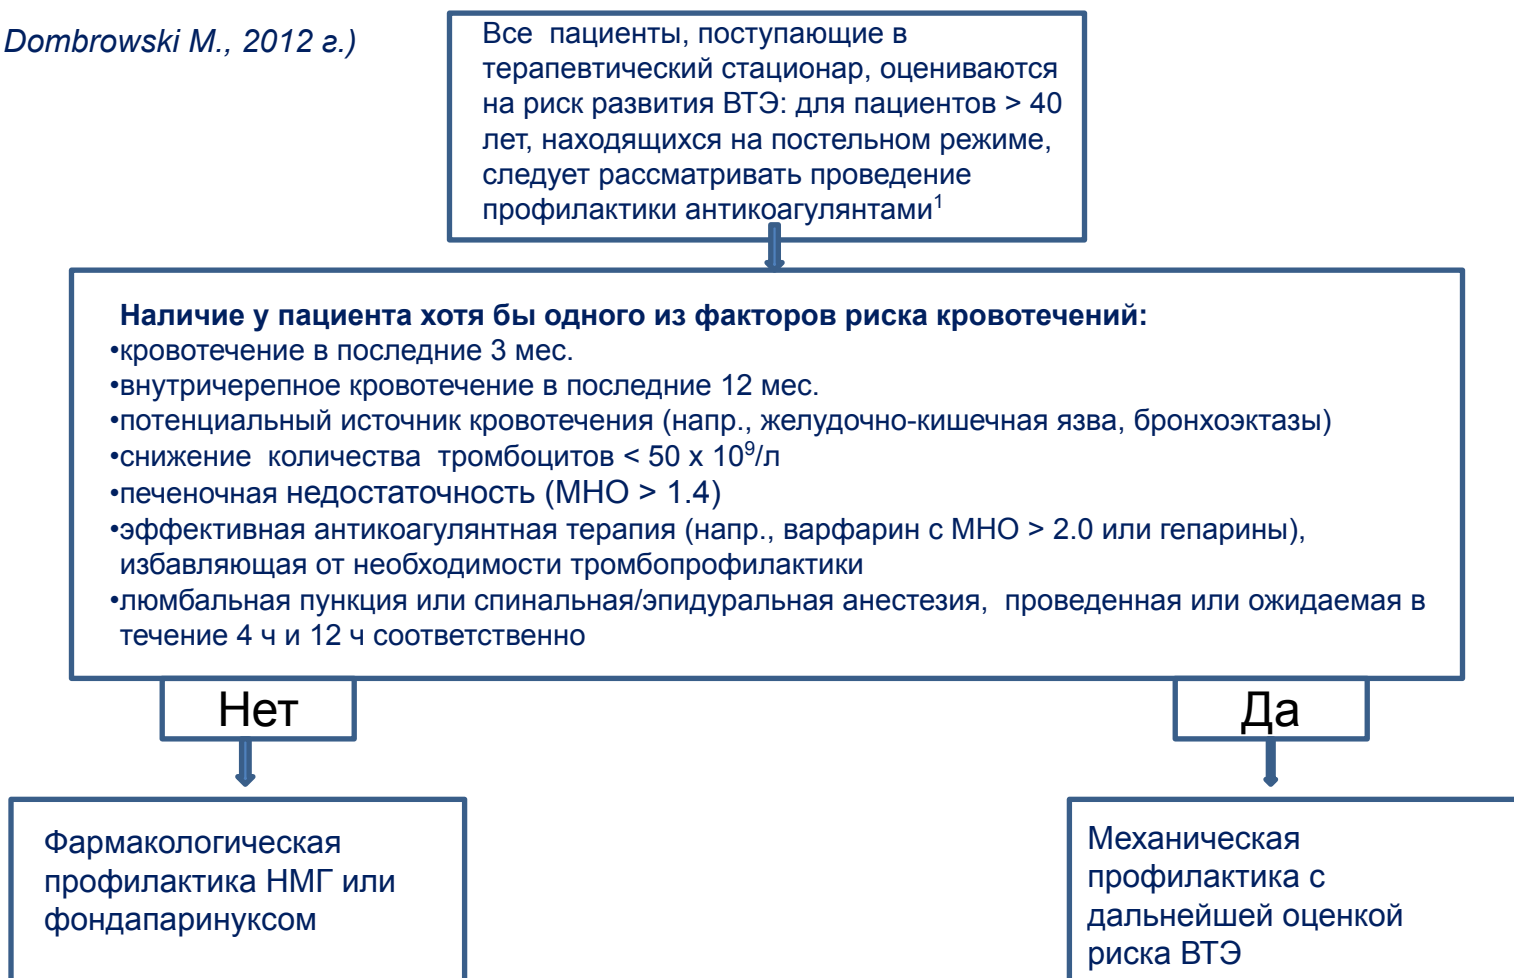 Dombrowski M., 2012 г.)
Все пациенты, поступающие в
терапевтический стационар, оцениваются
на риск развития ВТЭ: для пациентов > 40
лет, находящихся на постельном режиме,
следует рассматривать проведение
профилактики антикоагулянтами¹
Наличие у пациента хотя бы одного из факторов риска кровотечений:
•кровотечение в последние 3 мес.
•внутричерепное кровотечение в последние 12 мес.
•потенциальный источник кровотечения (напр., желудочно-кишечная язва, бронхоэктазы)
•снижение количества тромбоцитов < 50 x 10⁹/л
•печеночная недостаточность (МНО > 1.4)
•эффективная антикоагулянтная терапия (напр., варфарин с МНО > 2.0 или гепарины),
избавляющая от необходимости тромбопрофилактики
•люмбальная пункция или спинальная/эпидуральная анестезия, проведенная или ожидаемая в
течение 4 ч и 12 ч соответственно
Нет
Да
Фармакологическая
профилактика НМГ или
фондапаринуксом
Механическая
профилактика с
дальнейшей оценкой
риска ВТЭ